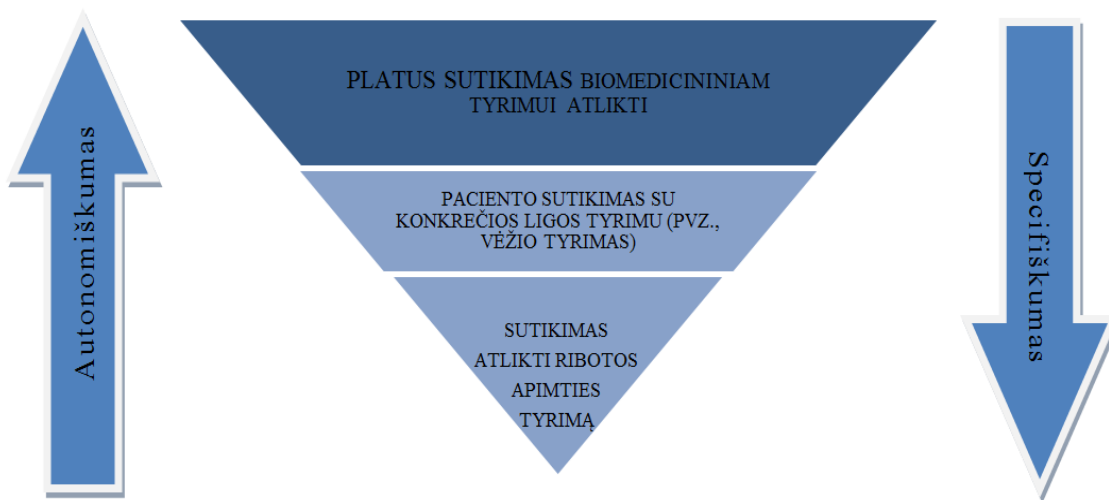 Autonomiškumas
PLATUS SUTIKIMAS BIOMEDICININIAM
TYRIMUI ATLIKTI
PACIENTO SUTIKIMAS SU
KONKREČIOS LIGOS TYRIMU (PVZ.,
VĖŽIO TYRIMAS)
SUTIKIMAS
ATLIKTI RIBOTOS
APIMTIES
TYRIMĄ
Specifiškumas